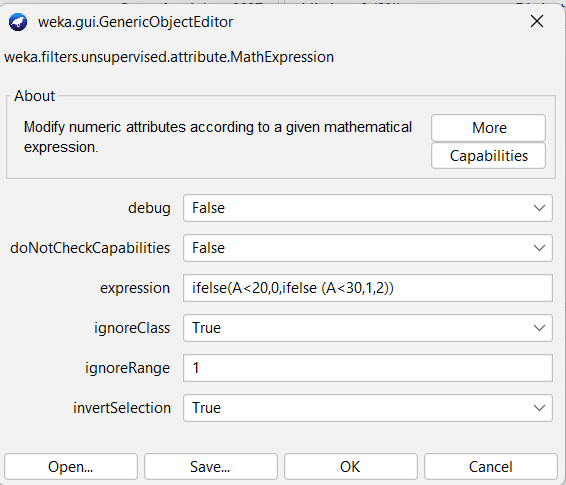 weka.gui.GenericObjectEditor
weka.filters.unsupervised.attribute.MathExpression
About
Modify numeric attributes according to a given mathematical
expression.
More
Capabilities
debug False
doNotCheckCapabilities False
expression ifelse(A<20,0,ifelse (A<30,1,2))
ignoreClass True
ignoreRange 1
invertSelection True
Open... Save... OK Cancel